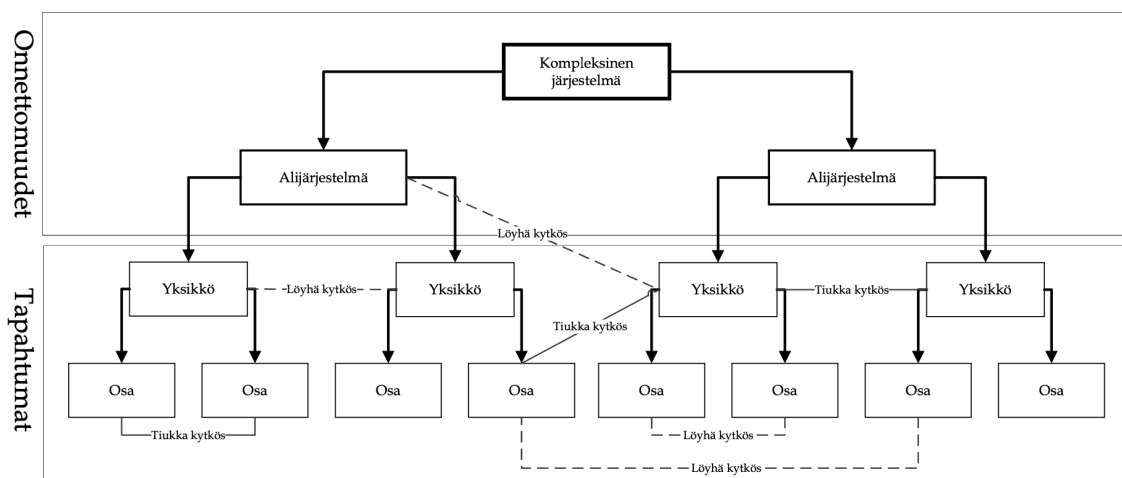 Onnettomuudet
Kompleksinen
järjestelmä
Alijärjestelmä
Alijärjestelmä
Löyhä kytkös
Tapahtumat
Yksikkö
Löyhä kytkös
Yksikkö
Yksikkö
Tiukka kytkös
Yksikkö
Tiukka kytkös
Osa
Osa
Osa
Osa
Osa
Osa
Osa
Osa
Tiukka kytkös
Löyhä kytkös
Löyhä kytkös